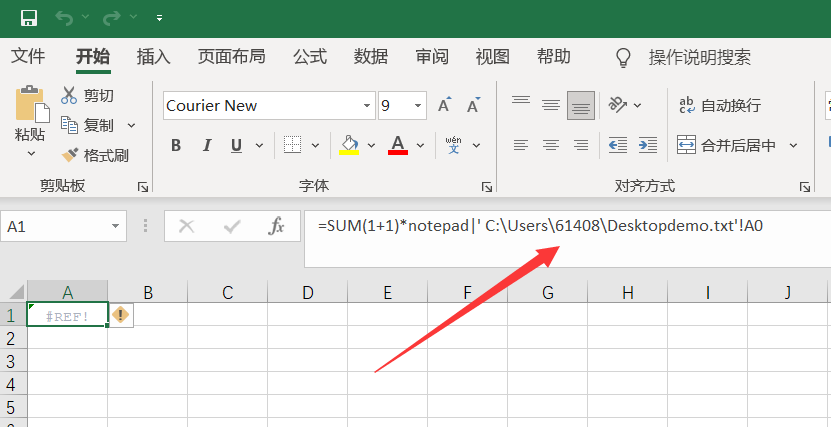 文件 开始 插入 页面布局 公式 数据 审阅 视图 帮助 操作说明搜索
粘贴
剪切
复制
格式刷
剪贴板
Courier New 9 A A
B I U A wén 文
字体
ab c 自动换行
合并后居中
对齐方式
A1 fx =SUM(1+1)*notepad|' C:\Users\61408\Desktopdemo.txt'!A0
A B C D E F G H I J
1 #REF!
2
3
4
5